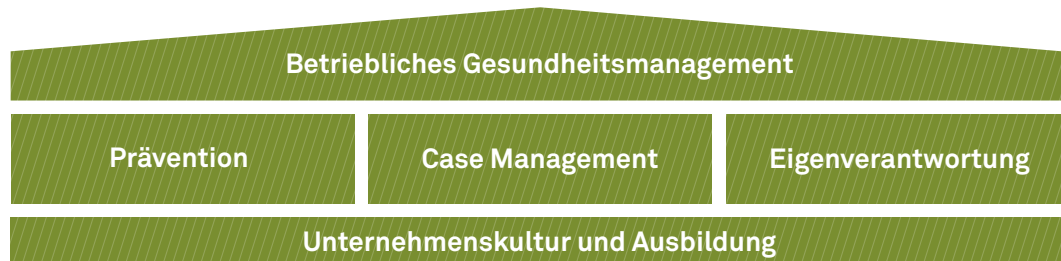 Betriebliches Gesundheitsmanagement
Prävention
Case Management
Eigenverantwortung
Unternehmenskultur und Ausbildung